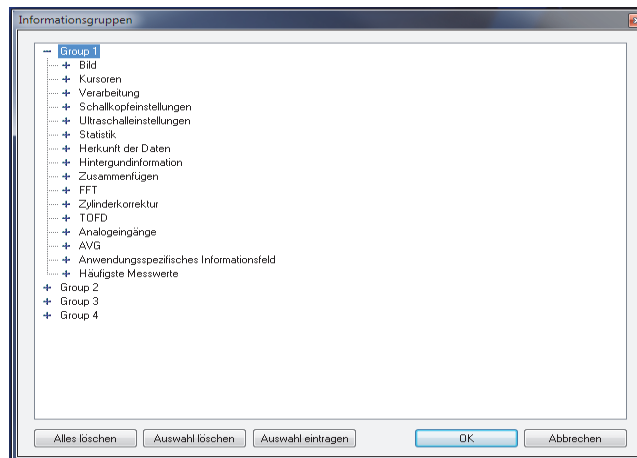 Informationsgruppen
Group 1
Bild
Kursoren
Verarbeitung
Schallkopfeinstellungen
Ultraschalleinstellungen
Statistik
Herkunft der Daten
Hintergundinformation
Zusammenfügen
FFT
Zylinderkorrektur
TOFD
Analogeingänge
AVG
Anwendungsspezifisches Informationsfeld
Häufigste Messwerte
Group 2
Group 3
Group 4
Alles löschen Auswahl löschen Auswahl eintragen OK Abbrechen